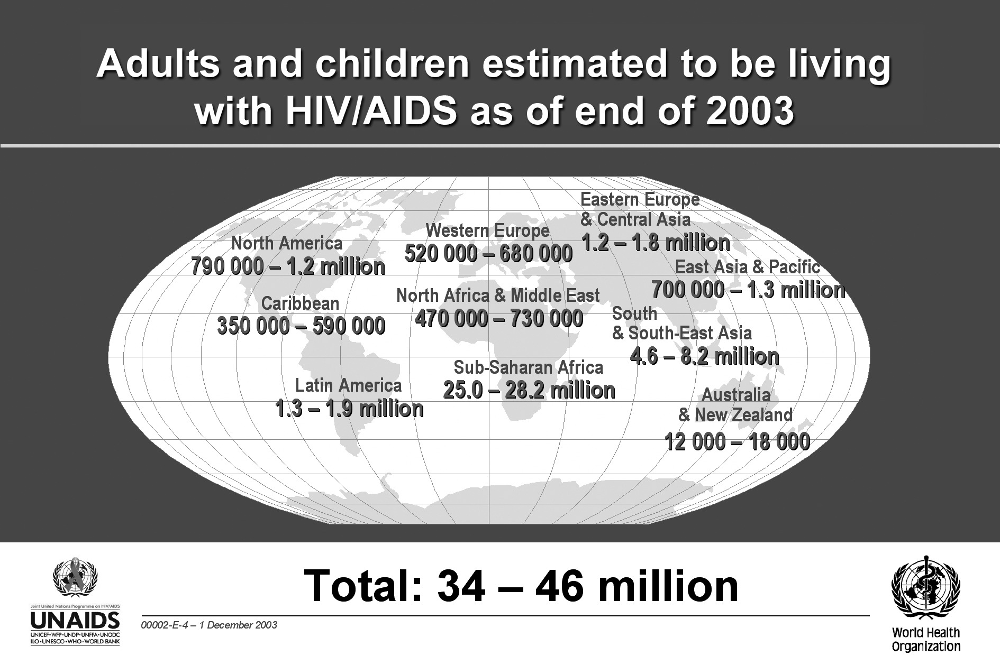 Adults and children estimated to be living
with HIV/AIDS as of end of 2003
Eastern Europe
& Central Asia
1.2 – 1.8 million
Western Europe
520 000 – 680 000
North America
790 000 – 1.2 million
East Asia & Pacific
700 000 – 1.3 million
North Africa & Middle East
470 000 – 730 000
Caribbean
350 000 – 590 000
South
& South-East Asia
4.6 – 8.2 million
Sub-Saharan Africa
25.0 – 28.2 million
Latin America
1.3 – 1.9 million
Australia
& New Zealand
12 000 – 18 000
Total: 34 – 46 million
Joint United Nations Programme on HIV/AIDS
UNAIDS
UNICEF•WFP•UNDP•UNFPA•UNODC
ILO•UNESCO•WHO•WORLD BANK
00002-E-4 – 1 December 2003
World Health
Organization